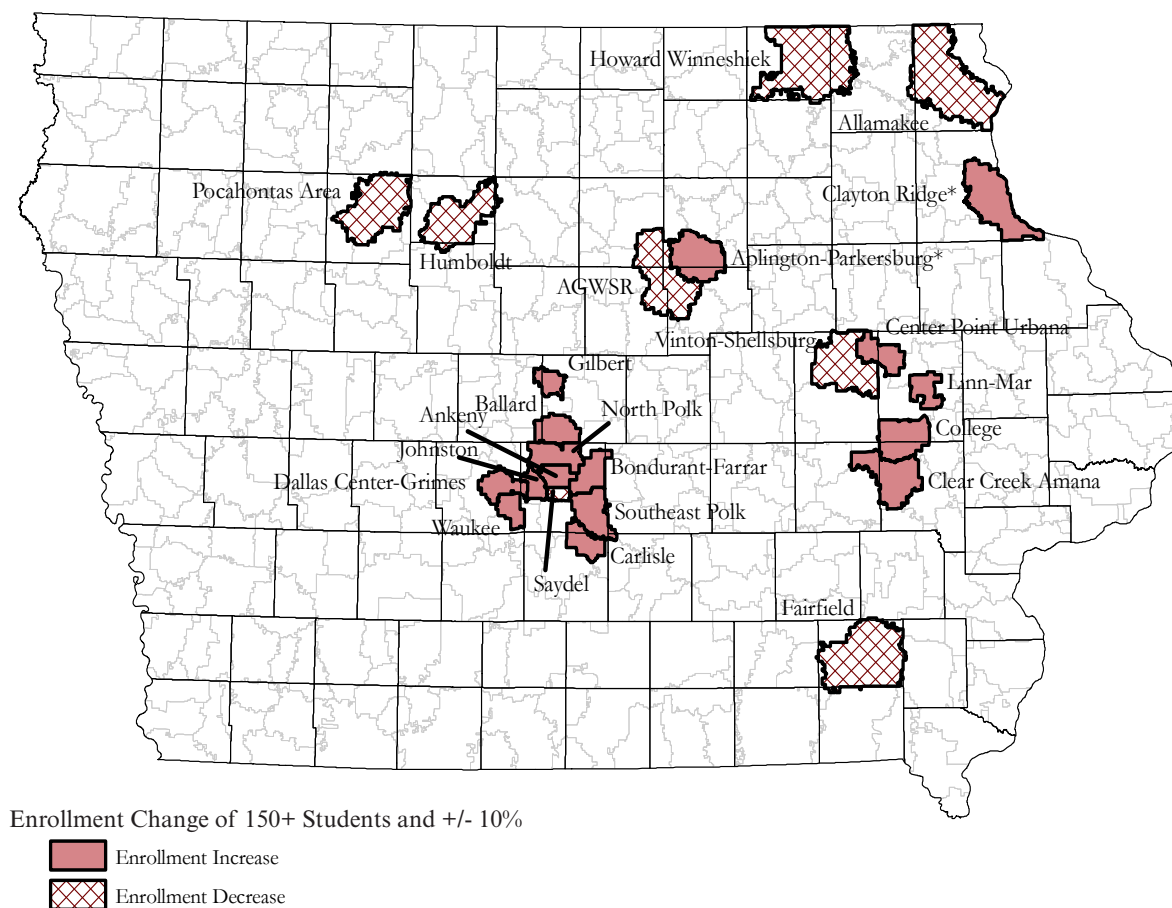 Howard Winneshiek
Allamakee
Pocahontas Area
Clayton Ridge*
Humboldt
Aplington-Parkersburg*
AGWSR
Vinton-Shellsburg
Center Point Urbana
Gilbert
Linn-Mar
Ballard
North Polk
Ankeny
College
Johnston
Bondurant-Farrar
Dallas Center-Grimes
Clear Creek Amana
Southeast Polk
Waukee
Carlisle
Saydel
Fairfield
Enrollment Change of 150+ Students and +/- 10%
Enrollment Increase
Enrollment Decrease